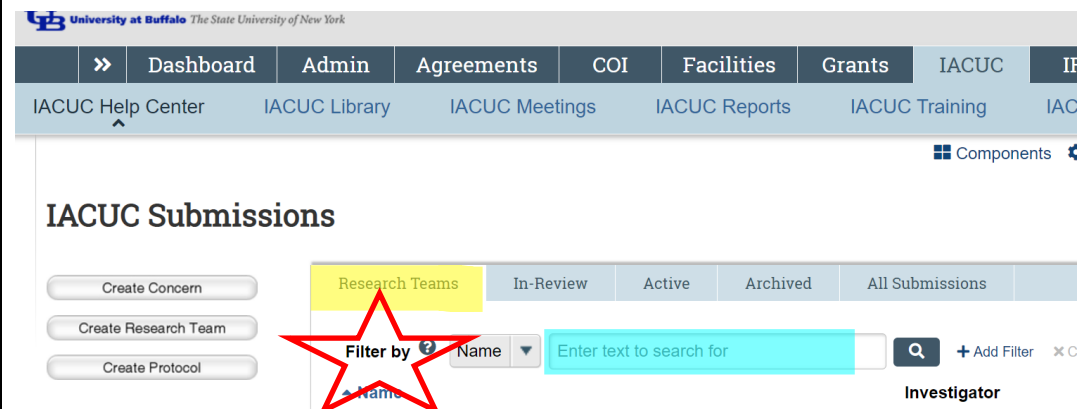 UB University at Buffalo The State University of New York
» Dashboard Admin Agreements COI Facilities Grants IACUC
IACUC Help Center IACUC Library IACUC Meetings IACUC Reports IACUC Training
Components
IACUC Submissions
Research Teams In-Review Active Archived All Submissions
Create Concern
Create Research Team
Create Protocol
Filter by ? Name Enter text to search for + Add Filter
Name Investigator